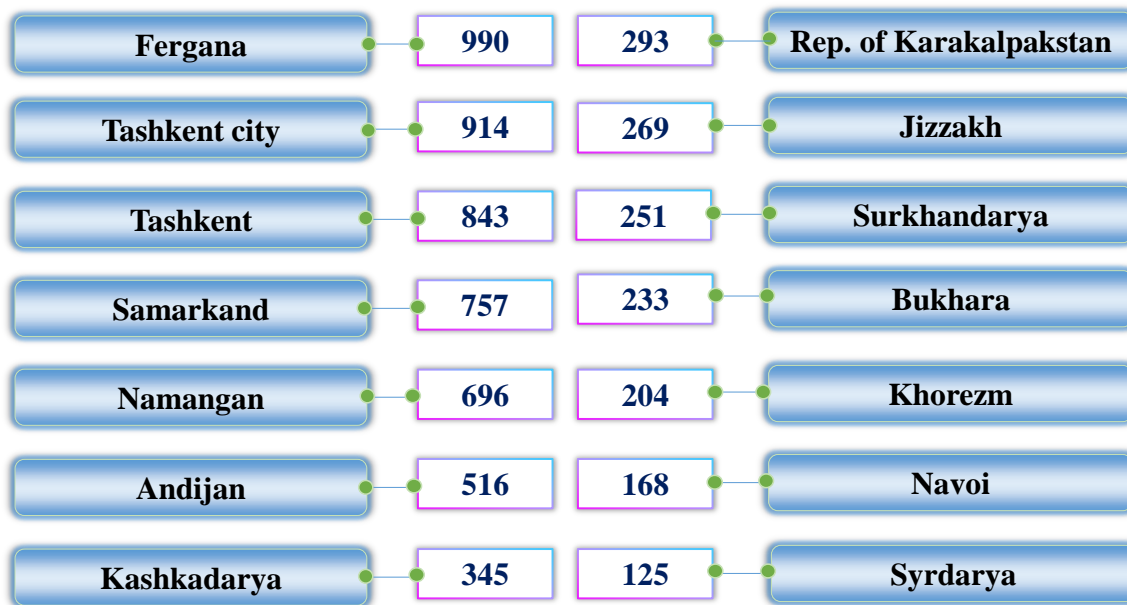 Fergana 990 293 Rep. of Karakalpakstan
Tashkent city 914 269 Jizzakh
Tashkent 843 251 Surkhandarya
Samarkand 757 233 Bukhara
Namangan 696 204 Khorezm
Andijan 516 168 Navoi
Kashkadarya 345 125 Syrdarya